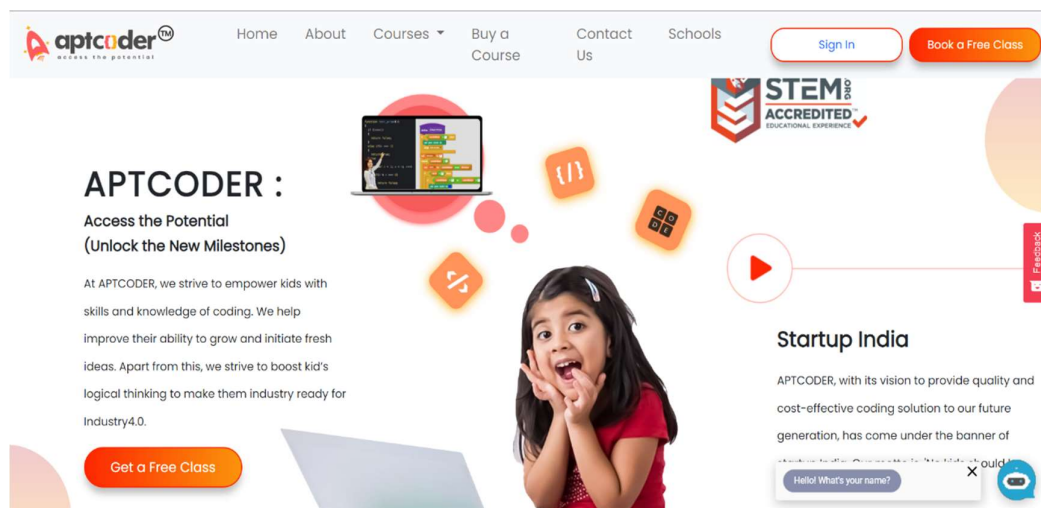 aptcoder TM
access the potential
Home
About
Courses
Buy a
Course
Contact
Us
Schools
Sign In
Book a Free Class
STEM.ORG
ACCREDITED™
EDUCATIONAL EXPERIENCE
{/}
CO
DE
APTCODER :
Access the Potential
(Unlock the New Milestones)
At APTCODER, we strive to empower kids with
skills and knowledge of coding. We help
improve their ability to grow and initiate fresh
ideas. Apart from this, we strive to boost kid's
logical thinking to make them industry ready for
Industry4.0.
Get a Free Class
Feedback
Startup India
APTCODER, with its vision to provide quality and
cost-effective coding solution to our future
generation, has come under the banner of
Hello! What's your name?